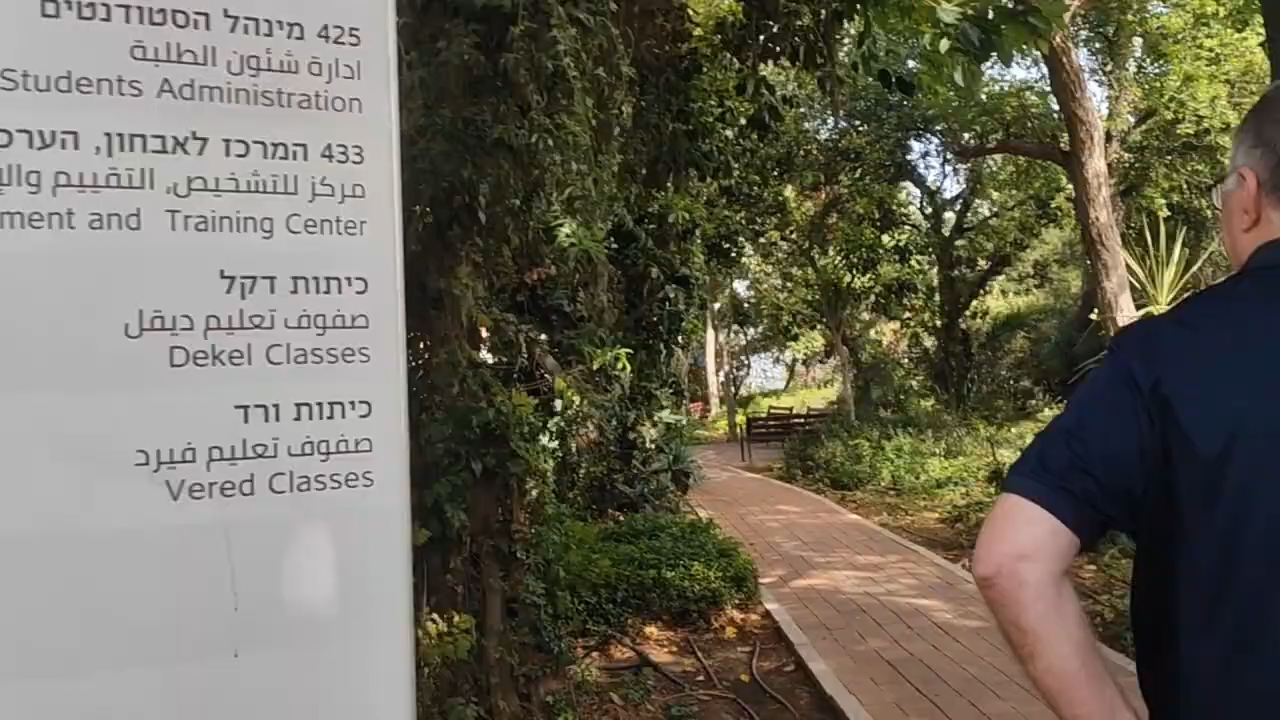 425 מינהל הסטודנטים
ادارة شئون الطلبة
Students Administration
433 המרכז לאבחון,
مركز للتشخيص، التقييم
and Training Center
כיתות דקל
صفوف تعليم ديقل
Dekel Classes
כיתות ורד
صفوف تعليم فيرد
Vered Classes